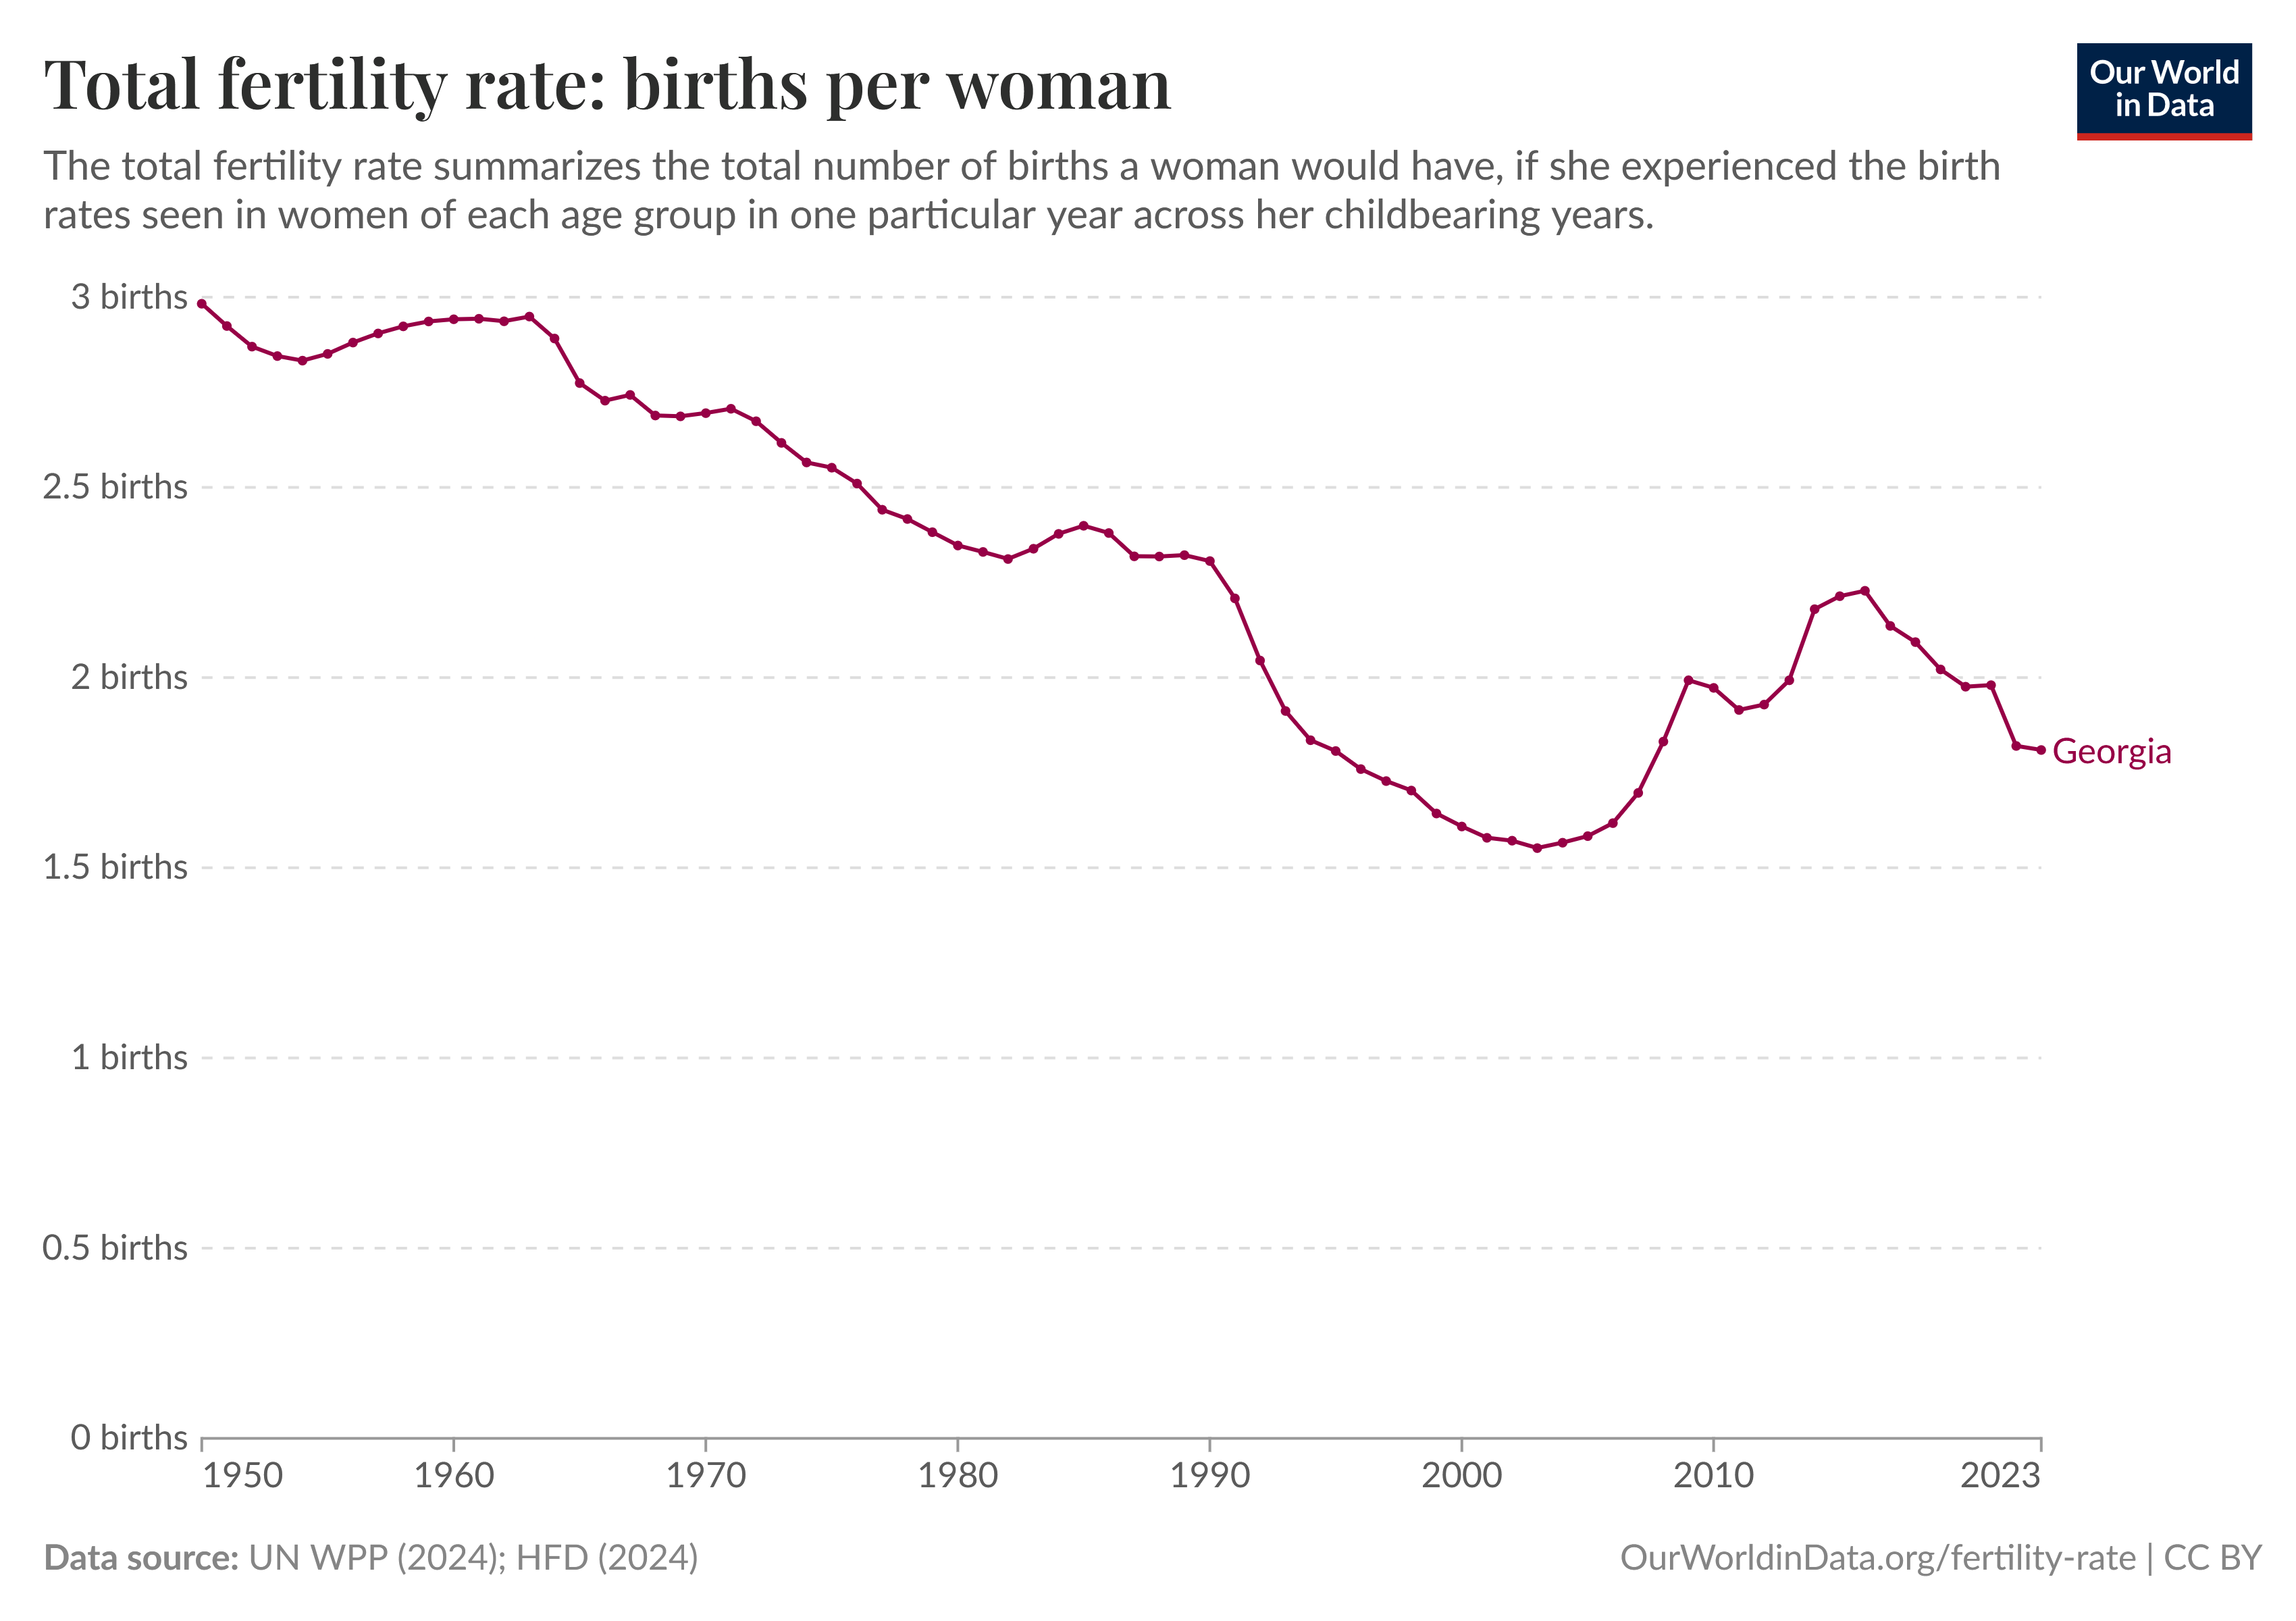 Total fertility rate: births per woman
Our World
in Data
The total fertility rate summarizes the total number of births a woman would have, if she experienced the birth
rates seen in women of each age group in one particular year across her childbearing years.
3 births
2.5 births
2 births
Georgia
1.5 births
1 births
0.5 births
0 births
1950 1960 1970 1980 1990 2000 2010 2023
Data source: UN WPP (2024); HFD (2024)
OurWorldinData.org/fertility-rate | CC BY